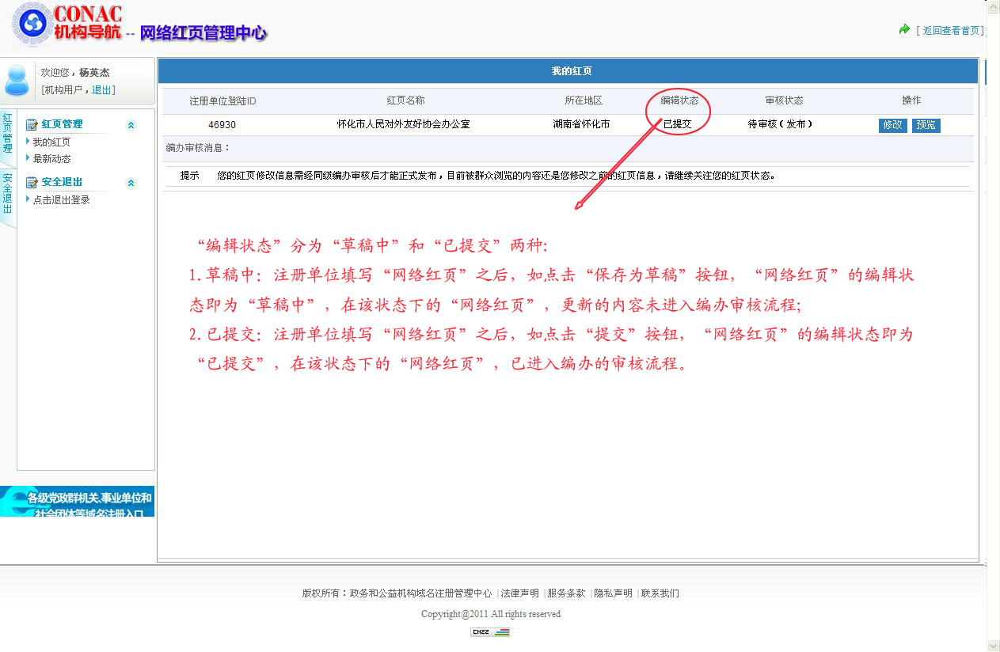 CONAC
机构导航 -- 网络红页管理中心
[ 返回查看首页 ]
欢迎您，杨英杰
[机构用户，退出]
红页管理
安全退出
红页管理
我的红页
最新动态
安全退出
点击退出登录
我的红页
注册单位登陆ID 红页名称 所在地区 编辑状态 审核状态 操作
46930 怀化市人民对外友好协会办公室 湖南省怀化市 已提交 待审核（发布） 修改 预览
编办审核消息：
提示 您的红页修改信息需经同级编办审核后才能正式发布，目前被群众浏览的内容还是您修改之前的红页信息，请继续关注您的红页状态。
“编辑状态”分为“草稿中”和“已提交”两种:
1. 草稿中：注册单位填写“网络红页”之后，如点击“保存为草稿”按钮，“网络红页”的编辑状
态即为“草稿中”，在该状态下的“网络红页”，更新的内容未进入编办审核流程;
2. 已提交：注册单位填写“网络红页”之后，如点击“提交”按钮，“网络红页”的编辑状态即为
“已提交”，在该状态下的“网络红页”，已进入编办的审核流程。
各级党政群机关、事业单位和
社会团体等域名注册入口
版权所有：政务和公益机构域名注册管理中心 |法律声明 |服务条款 |隐私声明 |联系我们
Copyright@2011 All rights reserved
CNZZ